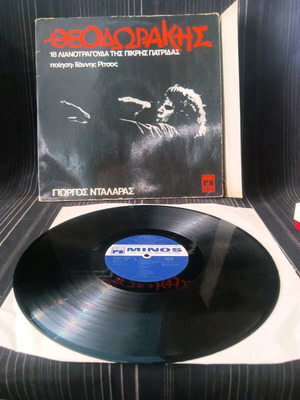 ΘΕΟΔΩΡΑΚΗΣ
18 ΛΙΑΝΟΤΡΑΓΟΥΔΑ ΤΗΣ ΠΙΚΡΗΣ ΠΑΤΡΙΔΑΣ
ποίηση: Γιάννης Ρίτσος
ΓΙΩΡΓΟΣ ΝΤΑΛΑΡΑΣ
MINOS